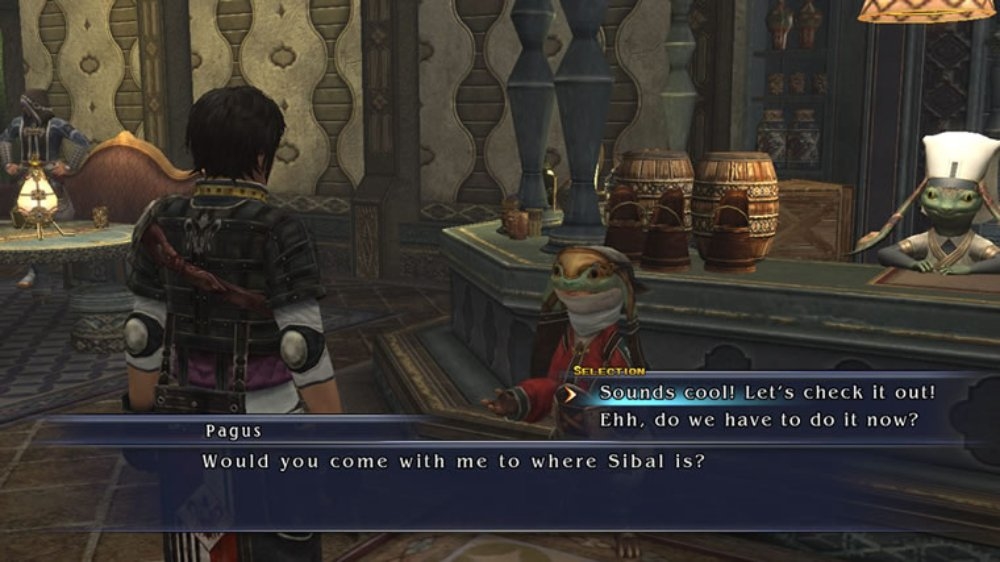 Selection
Sounds cool! Let's check it out!
Ehh, do we have to do it now?
Pagus
Would you come with me to where Sibal is?